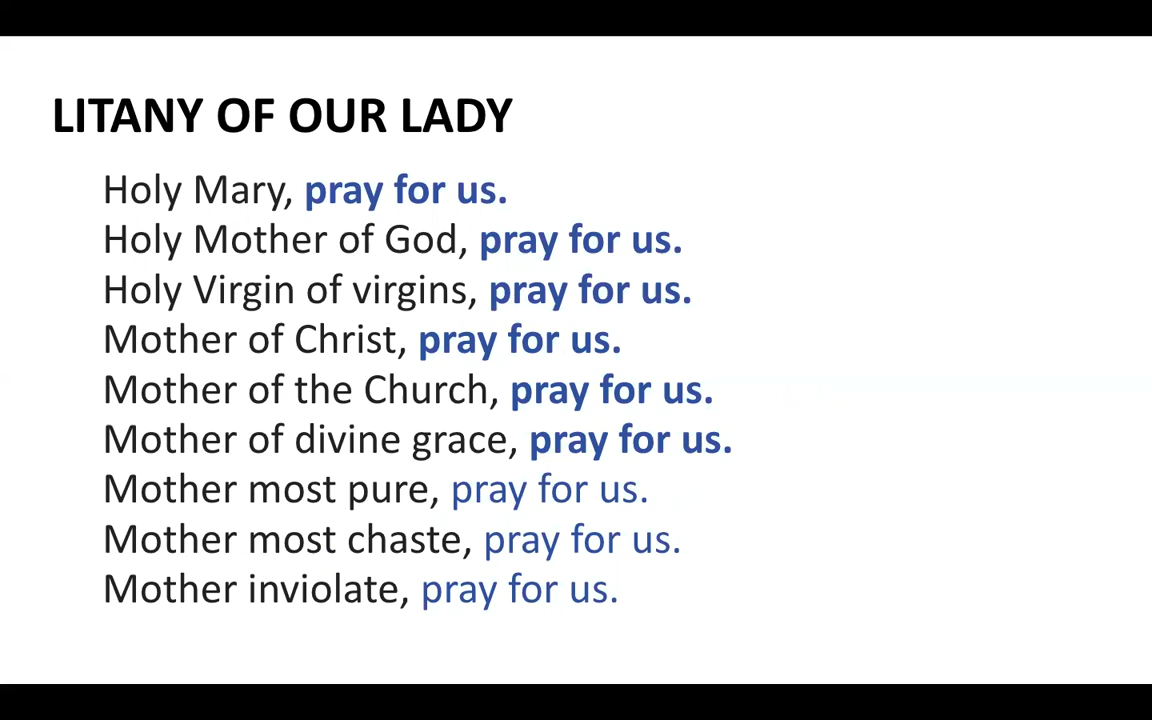 LITANY OF OUR LADY
Holy Mary, pray for us.
Holy Mother of God, pray for us.
Holy Virgin of virgins, pray for us.
Mother of Christ, pray for us.
Mother of the Church, pray for us.
Mother of divine grace, pray for us.
Mother most pure, pray for us.
Mother most chaste, pray for us.
Mother inviolate, pray for us.